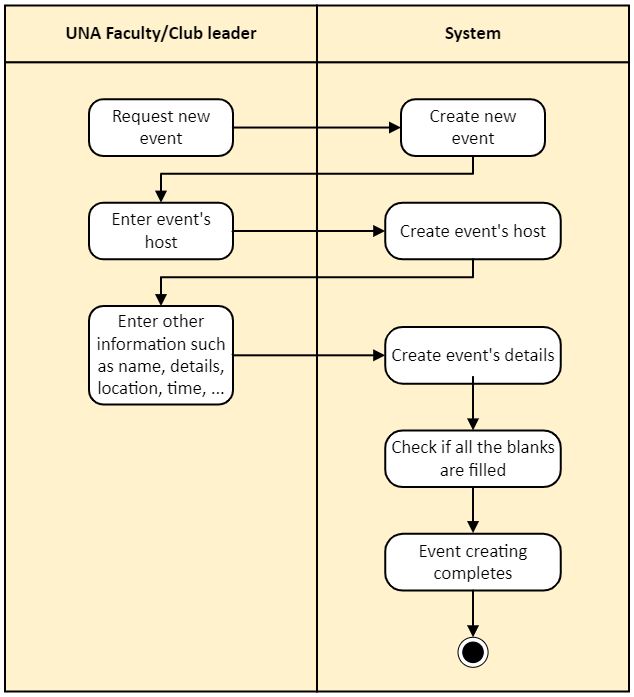 UNA Faculty/Club leader
System
Request new
event
Create new
event
Enter event's
host
Create event's host
Enter other
information such
as name, details,
location, time, ...
Create event's details
Check if all the blanks
are filled
Event creating
completes